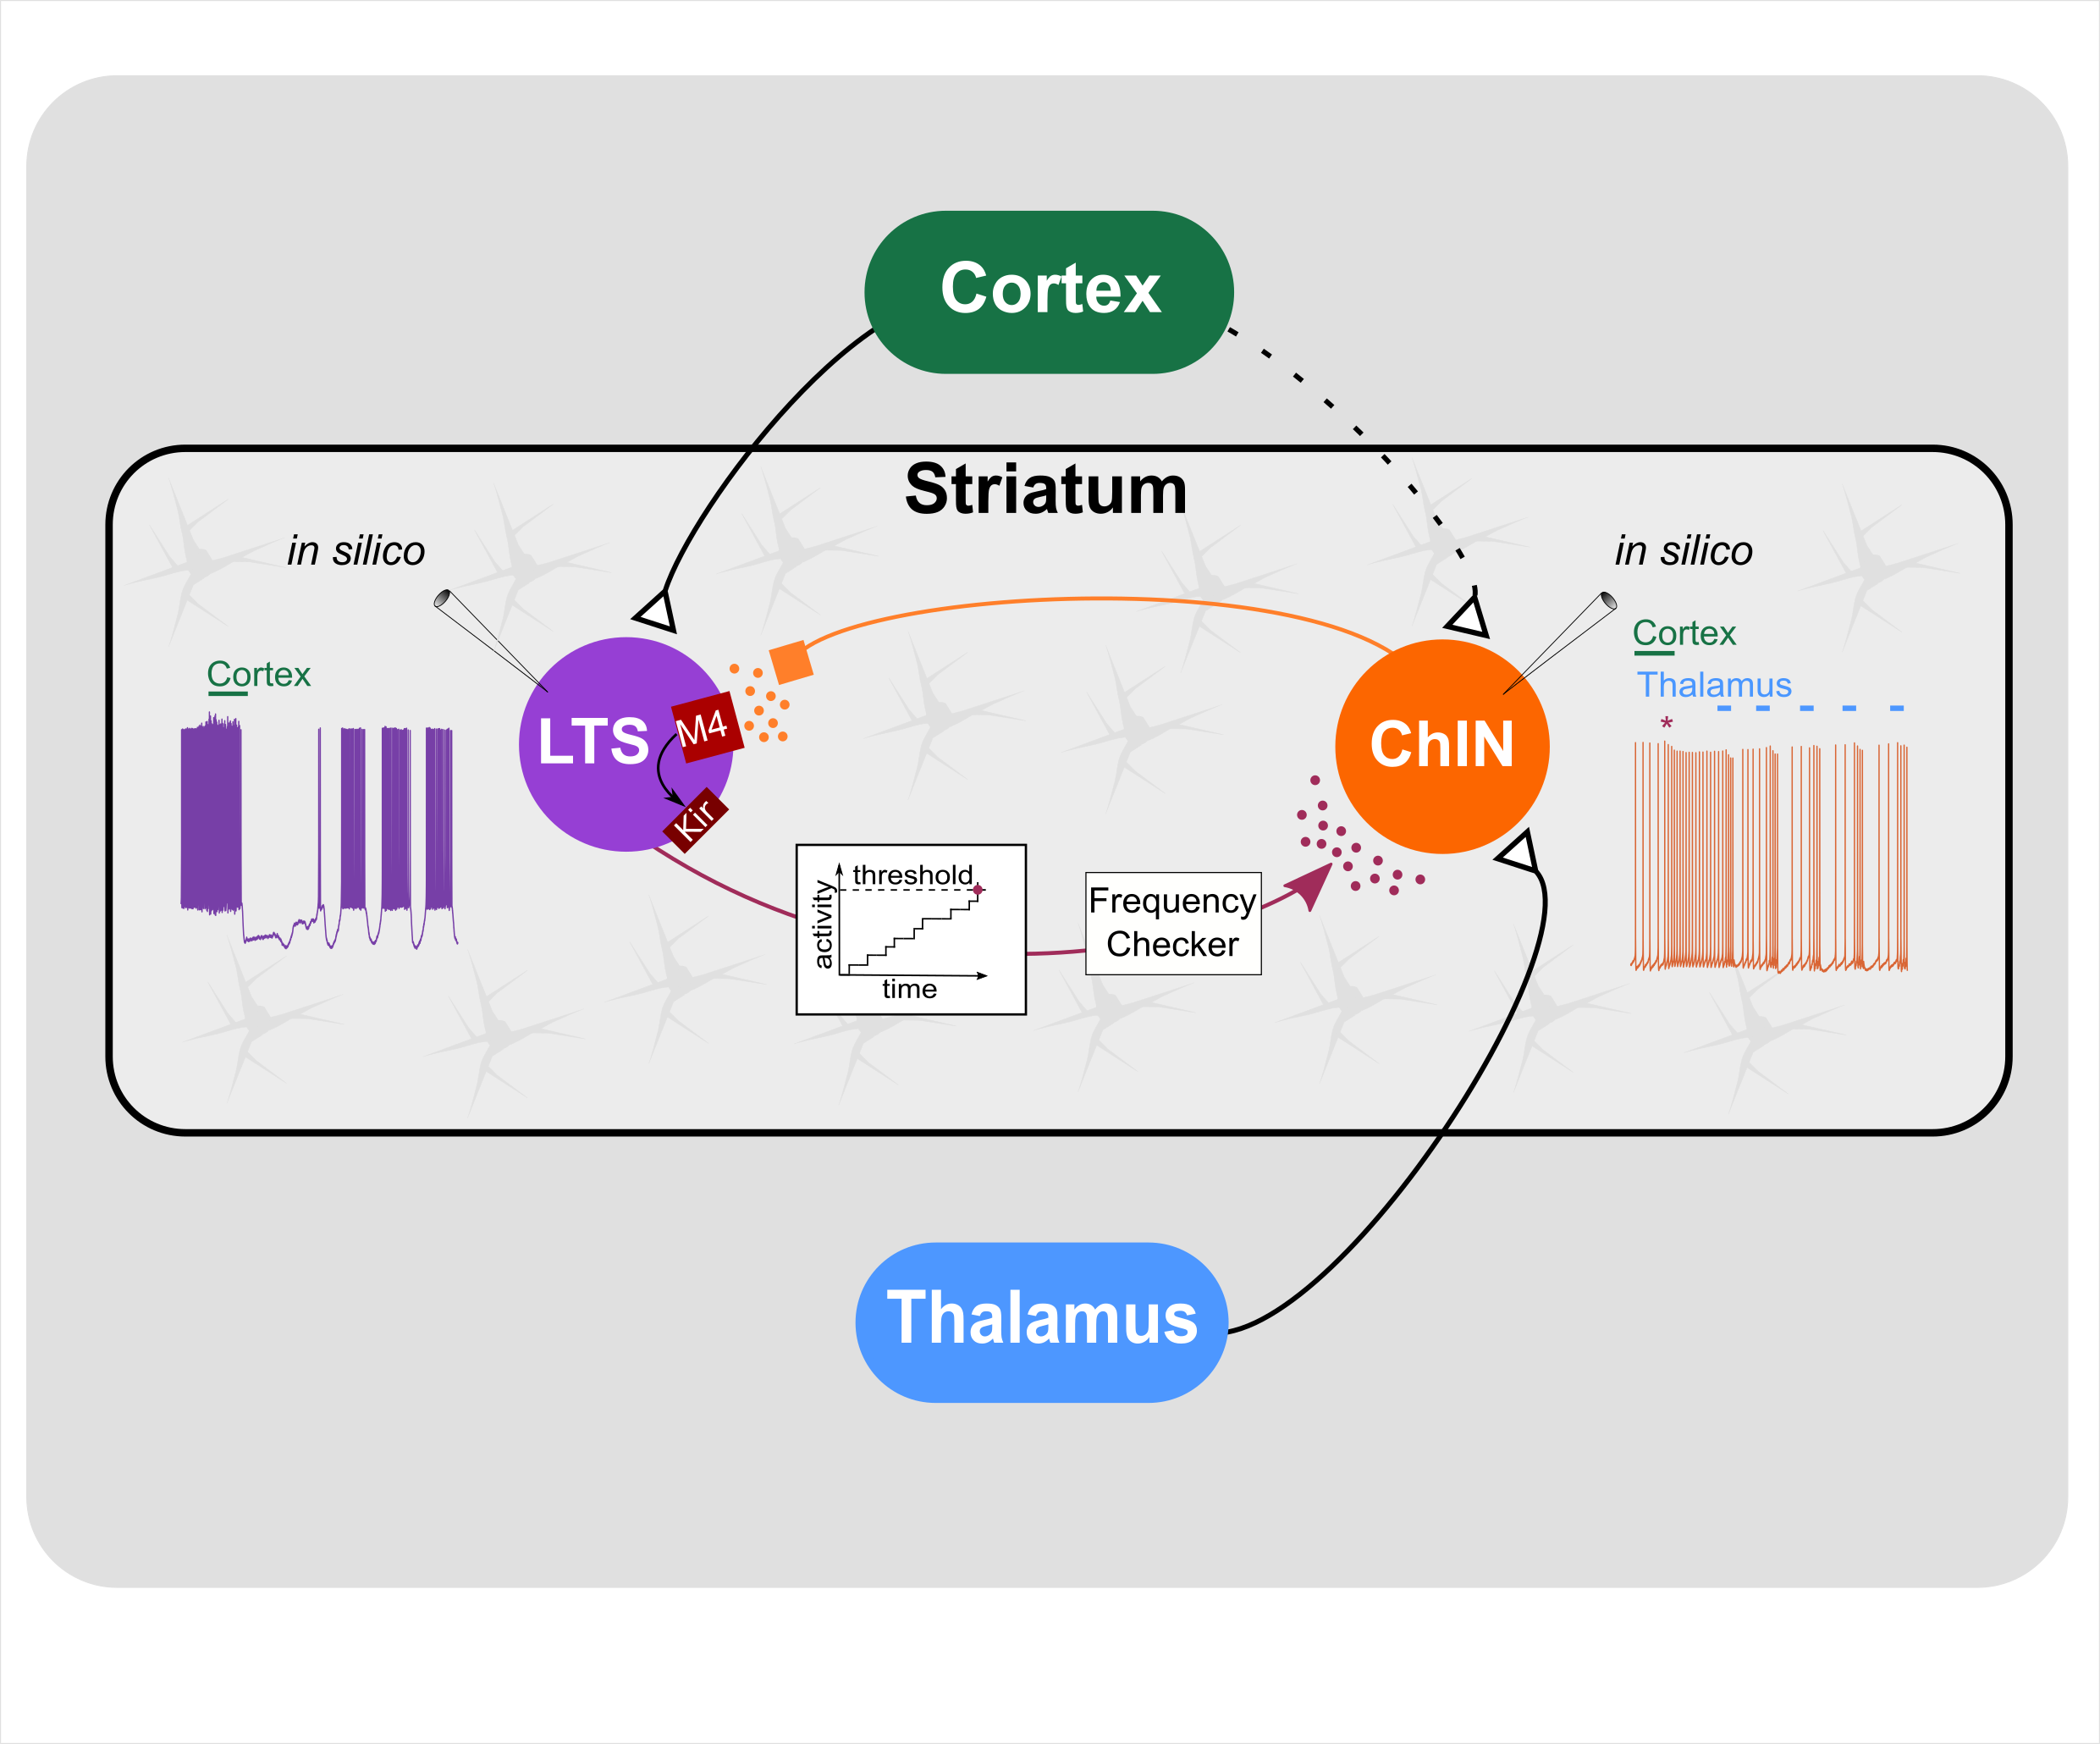 Cortex
Striatum
in silico
in silico
Cortex
Thalamus
*
Cortex
LTS
M4
Kir
ChIN
threshold
activity
time
Frequency
Checker
Thalamus